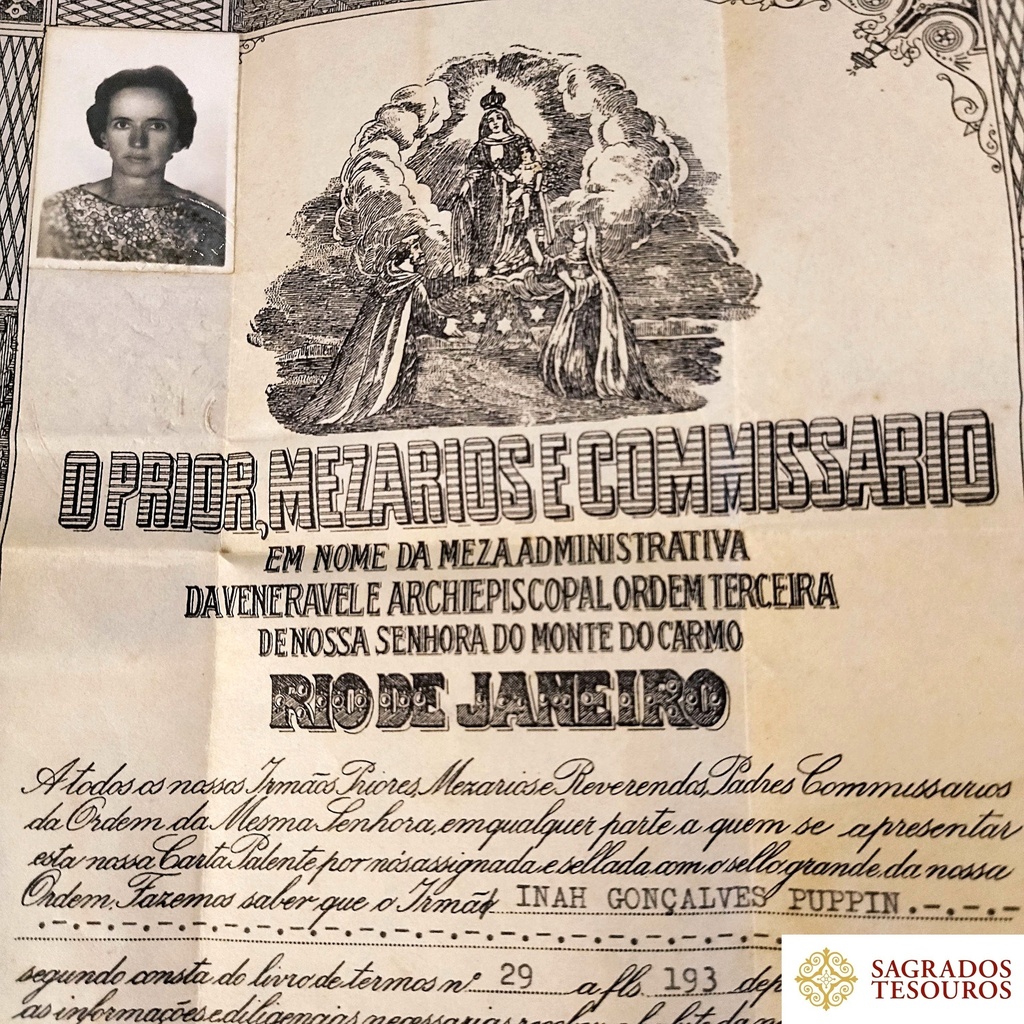 O PRIOR, MEZARIOS E COMMISSARIO
EM NOME DA MEZA ADMINISTRATIVA
DA VENERAVEL E ARCHIEPISCOPAL ORDEM TERCEIRA
DE NOSSA SENHORA DO MONTE DO CARMO
RIO DE JANEIRO
A todos os nossos Irmãos Priores, Mezarios e Reverendos Padres Commissarios
da Ordem da Mesma Senhora, em qualquer parte a quem se apresentar
esta nossa Carta Patente por nós assignada e sellada com o sello grande da nossa
Ordem. Fazemos saber que o Irmão INAH GONÇALVES PUPPIN.-.-.-
segundo consta do livro de termos nº 29 a fls. 193 dep
as informações e diligencias necessarias
SAGRADOS
TESOUROS